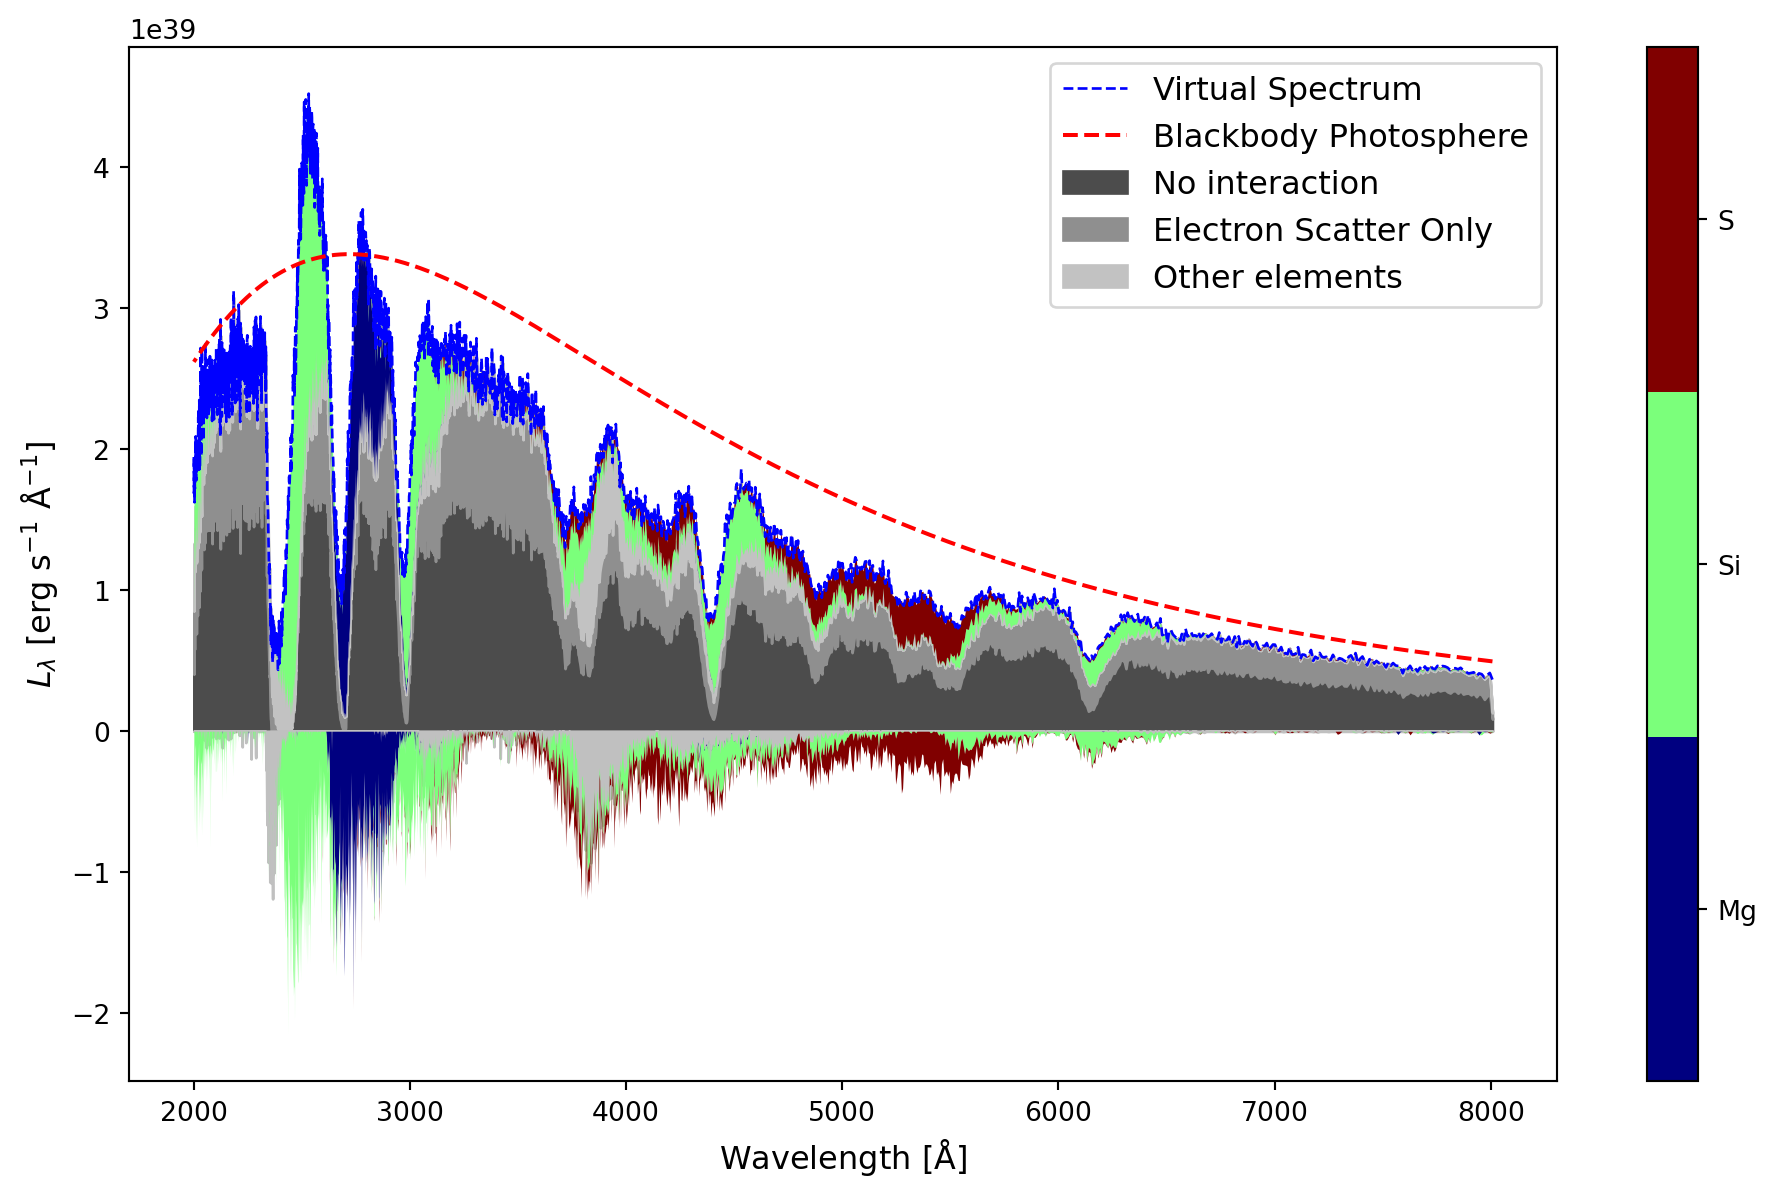 1e39
Virtual Spectrum
Blackbody Photosphere
No interaction
Electron Scatter Only
Other elements
4
3
2
1
0
−1
−2
L_λ [erg s⁻¹ Å⁻¹]
2000 3000 4000 5000 6000 7000 8000
Wavelength [Å]
S
Si
Mg